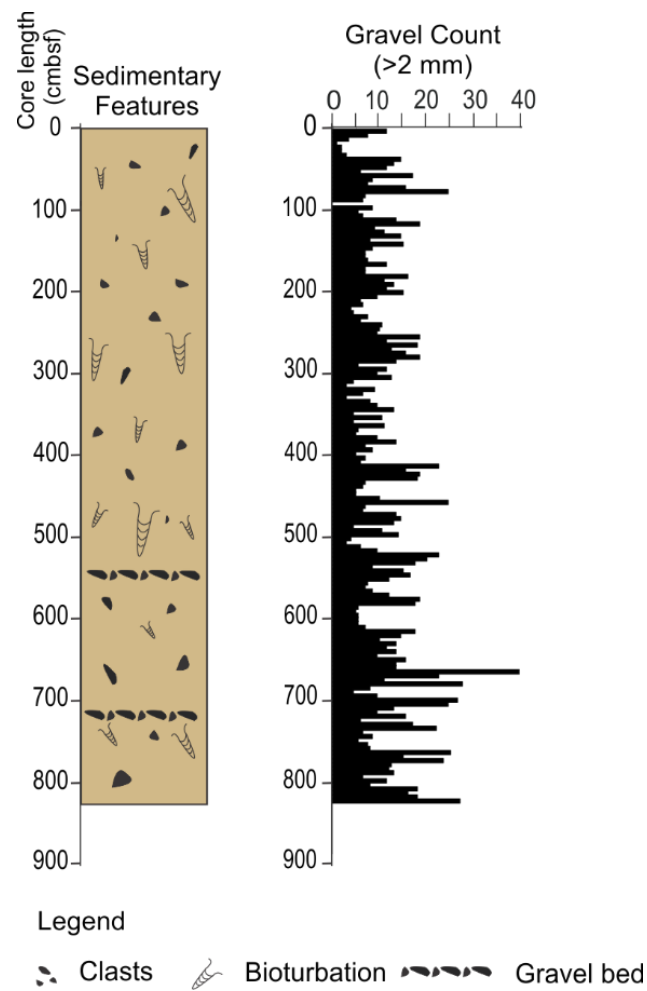 Core length
(cmbsf)
Sedimentary
Features
Gravel Count
(>2 mm)
0 10 20 30 40
0
100
200
300
400
500
600
700
800
900
0
100
200
300
400
500
600
700
800
900
Legend
Clasts
Bioturbation
Gravel bed